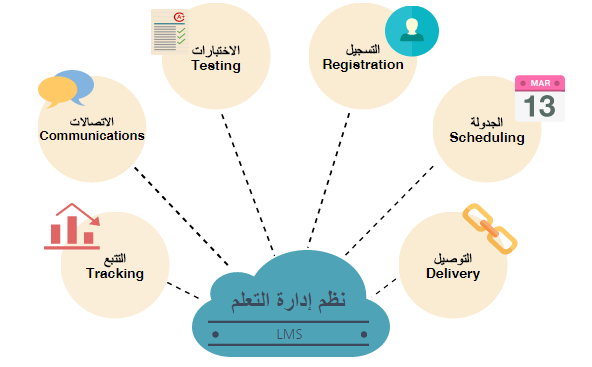 A+
الاختبارات
Testing
التسجيل
Registration
MAR
13
الجدولة
Scheduling
الاتصالات
Communications
التتبع
Tracking
التوصيل
Delivery
نظم إدارة التعلم
LMS